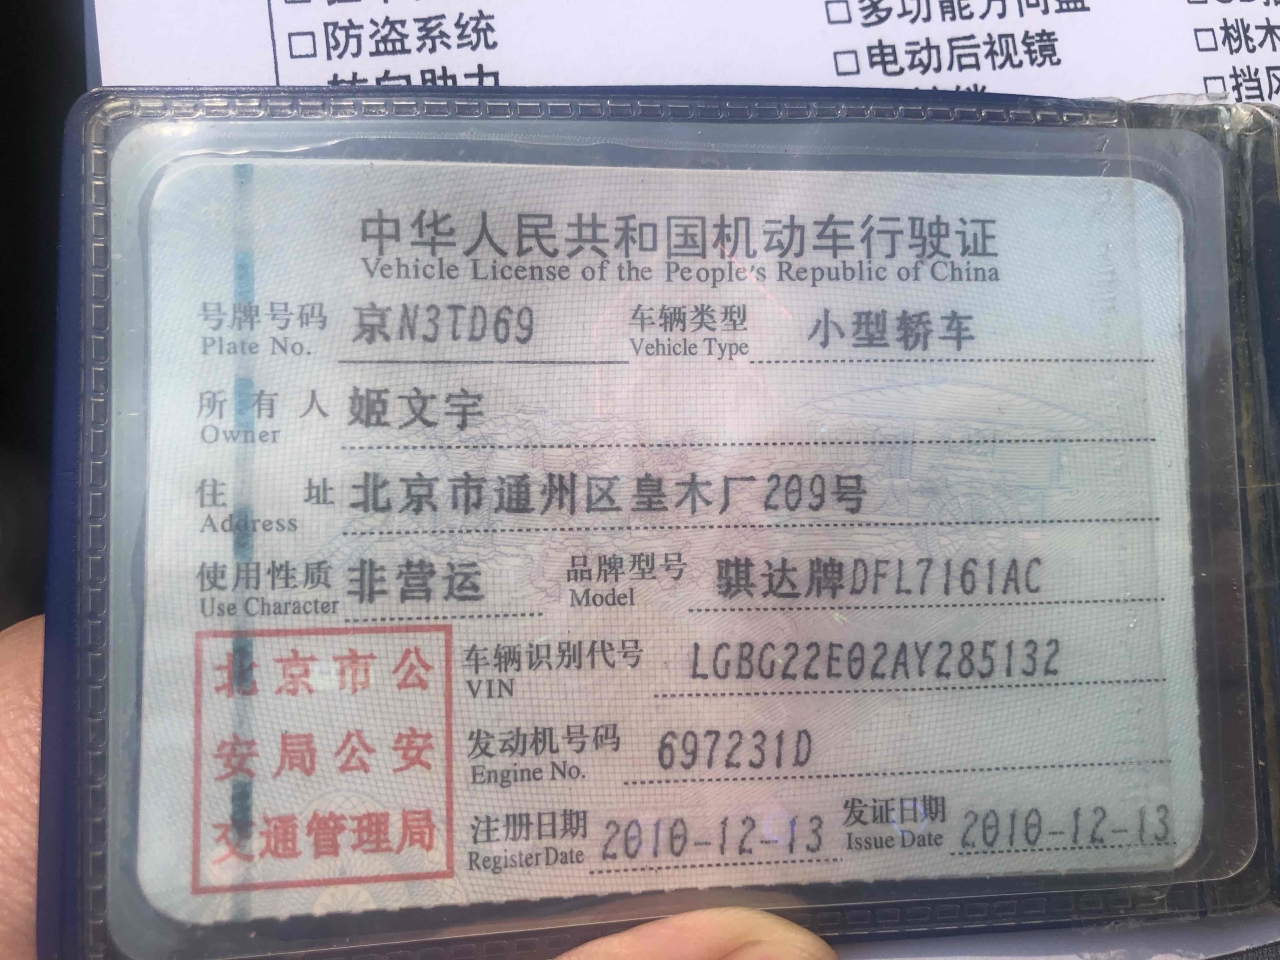 □防盗系统
□多功能方向盘
□电动后视镜
中华人民共和国机动车行驶证
Vehicle License of the People's Republic of China
号牌号码 京N3TD69 车辆类型 小型轿车
Plate No. Vehicle Type
所有人 姬文宇
Owner
住址 北京市通州区皇木厂209号
Address
使用性质 非营运 品牌型号 骐达牌DFL7161AC
Use Character Model
北京市公
安局公安
交通管理局
车辆识别代号 LGBG22E02AY285132
VIN
发动机号码 697231D
Engine No.
注册日期 2010-12-13 发证日期 2010-12-13
Register Date Issue Date